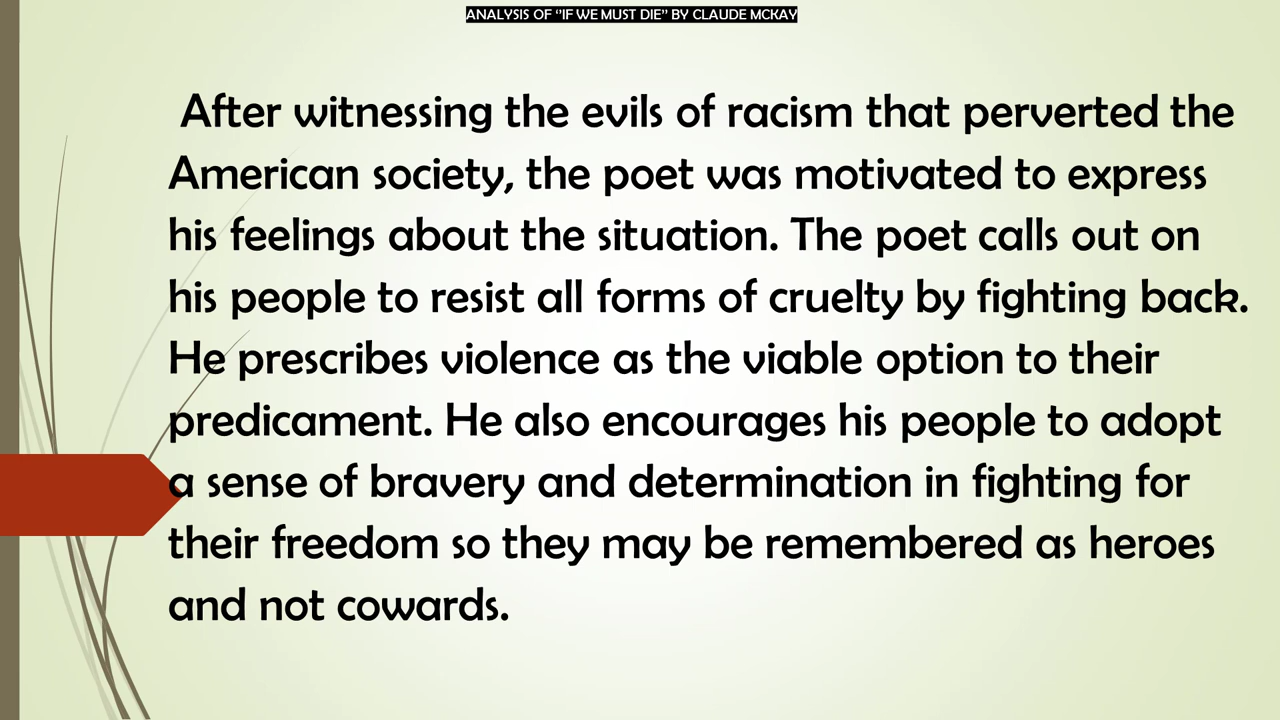 ANALYSIS OF ‘’IF WE MUST DIE’’ BY CLAUDE MCKAY
After witnessing the evils of racism that perverted the
American society, the poet was motivated to express
his feelings about the situation. The poet calls out on
his people to resist all forms of cruelty by fighting back.
He prescribes violence as the viable option to their
predicament. He also encourages his people to adopt
a sense of bravery and determination in fighting for
their freedom so they may be remembered as heroes
and not cowards.